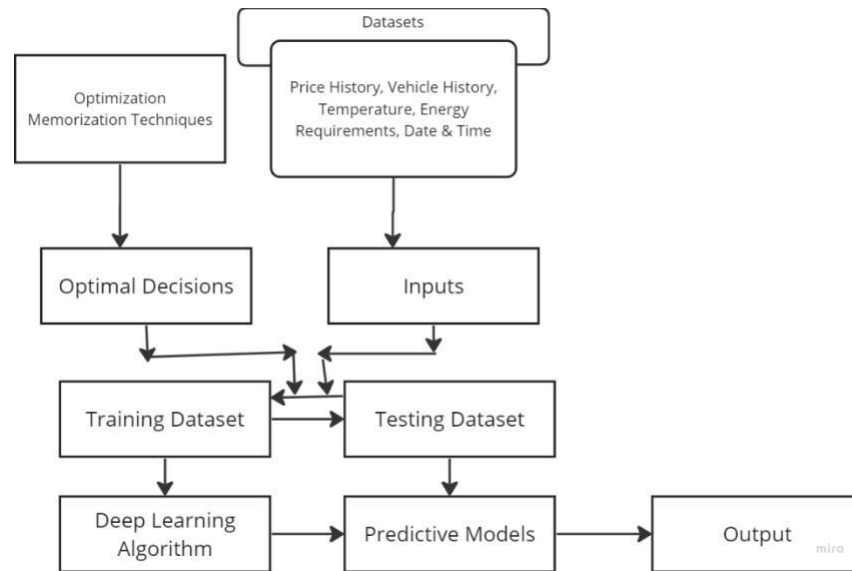 Datasets
Optimization
Memorization Techniques
Price History, Vehicle History,
Temperature, Energy
Requirements, Date & Time
Optimal Decisions
Inputs
Training Dataset
Testing Dataset
Deep Learning
Algorithm
Predictive Models
Output
miro